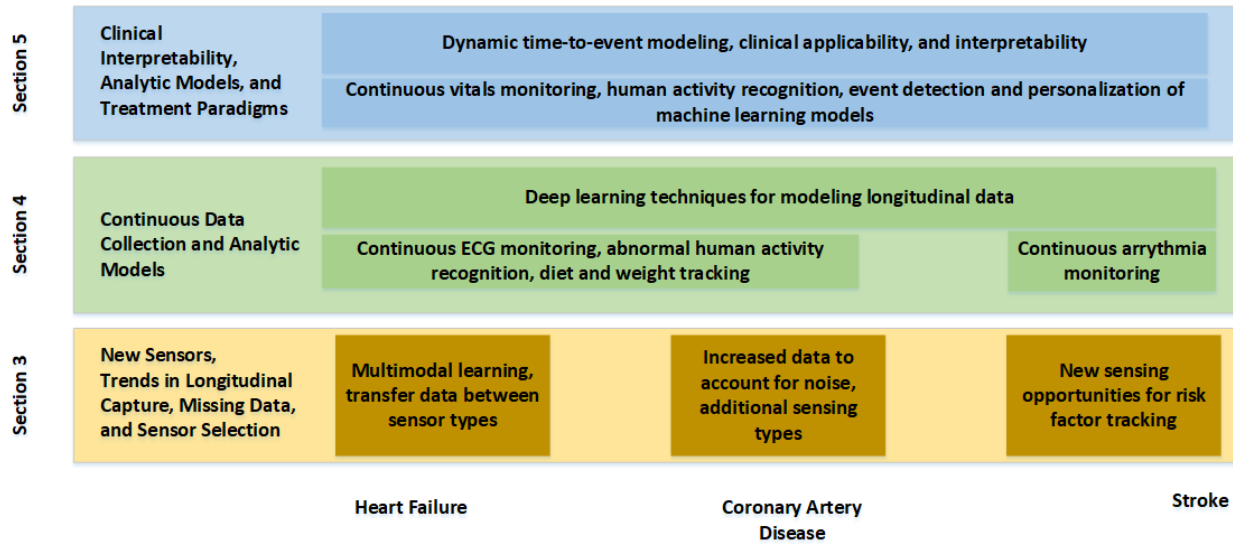 Section 5
Clinical
Interpretability,
Analytic Models, and
Treatment Paradigms
Dynamic time-to-event modeling, clinical applicability, and interpretability
Continuous vitals monitoring, human activity recognition, event detection and personalization of
machine learning models
Section 4
Continuous Data
Collection and Analytic
Models
Deep learning techniques for modeling longitudinal data
Continuous ECG monitoring, abnormal human activity
recognition, diet and weight tracking
Continuous arrythmia
monitoring
Section 3
New Sensors,
Trends in Longitudinal
Capture, Missing Data,
and Sensor Selection
Multimodal learning,
transfer data between
sensor types
Increased data to
account for noise,
additional sensing
types
New sensing
opportunities for risk
factor tracking
Heart Failure
Coronary Artery
Disease
Stroke